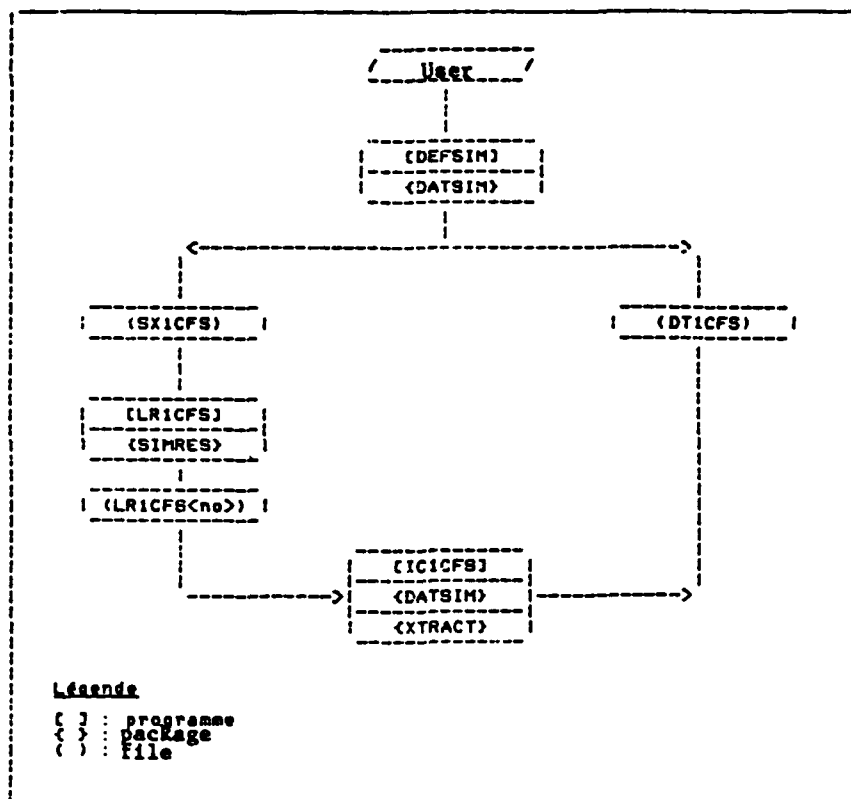 User
[DEFSIM]
{DATSIM}
(SX1CFS)
(DT1CFS)
[LR1CFS]
{SIMRES}
(LR1CFS<no>)
[IC1CFS]
{DATSIM}
{XTRACT}
Légende
[ ] : programme
{ } : package
( ) : file